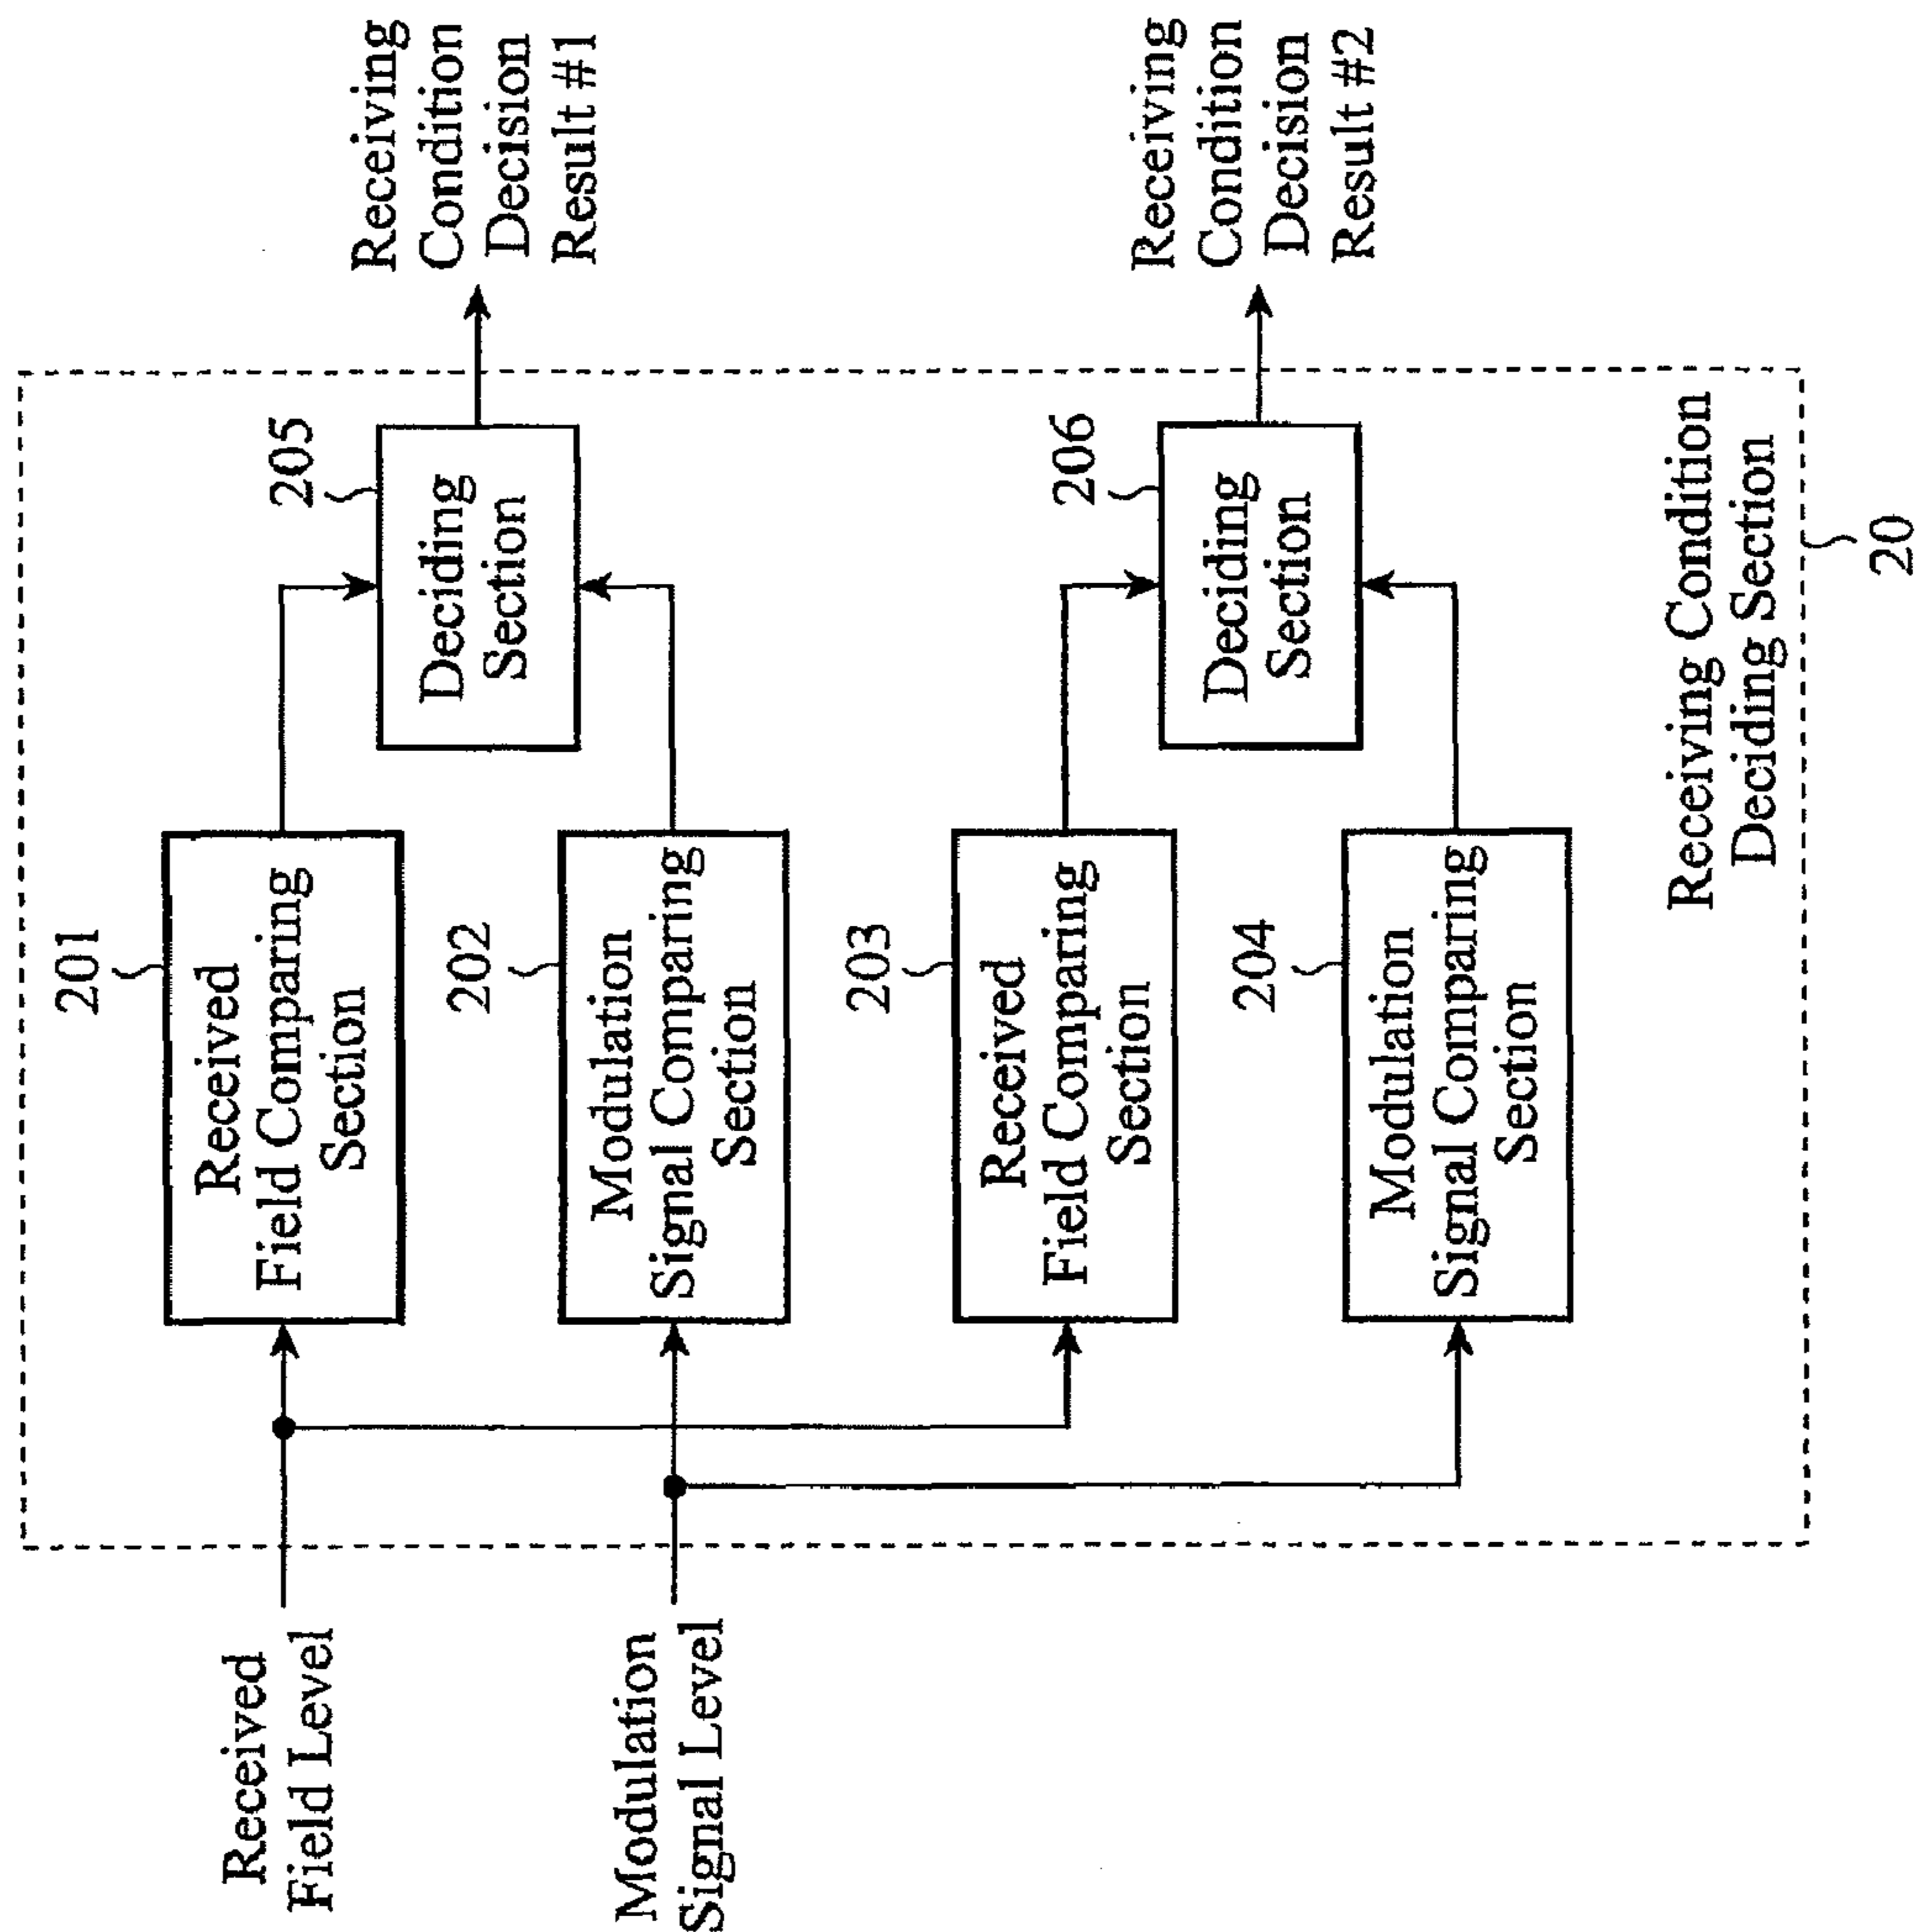 Received
Field Level
Modulation
Signal Level
201
Received
Field Comparing
Section
202
Modulation
Signal Comparing
Section
203
Received
Field Comparing
Section
204
Modulation
Signal Comparing
Section
205
Deciding
Section
206
Deciding
Section
Receiving
Condition
Decision
Result #1
Receiving
Condition
Decision
Result #2
Receiving Condition
Deciding Section
20